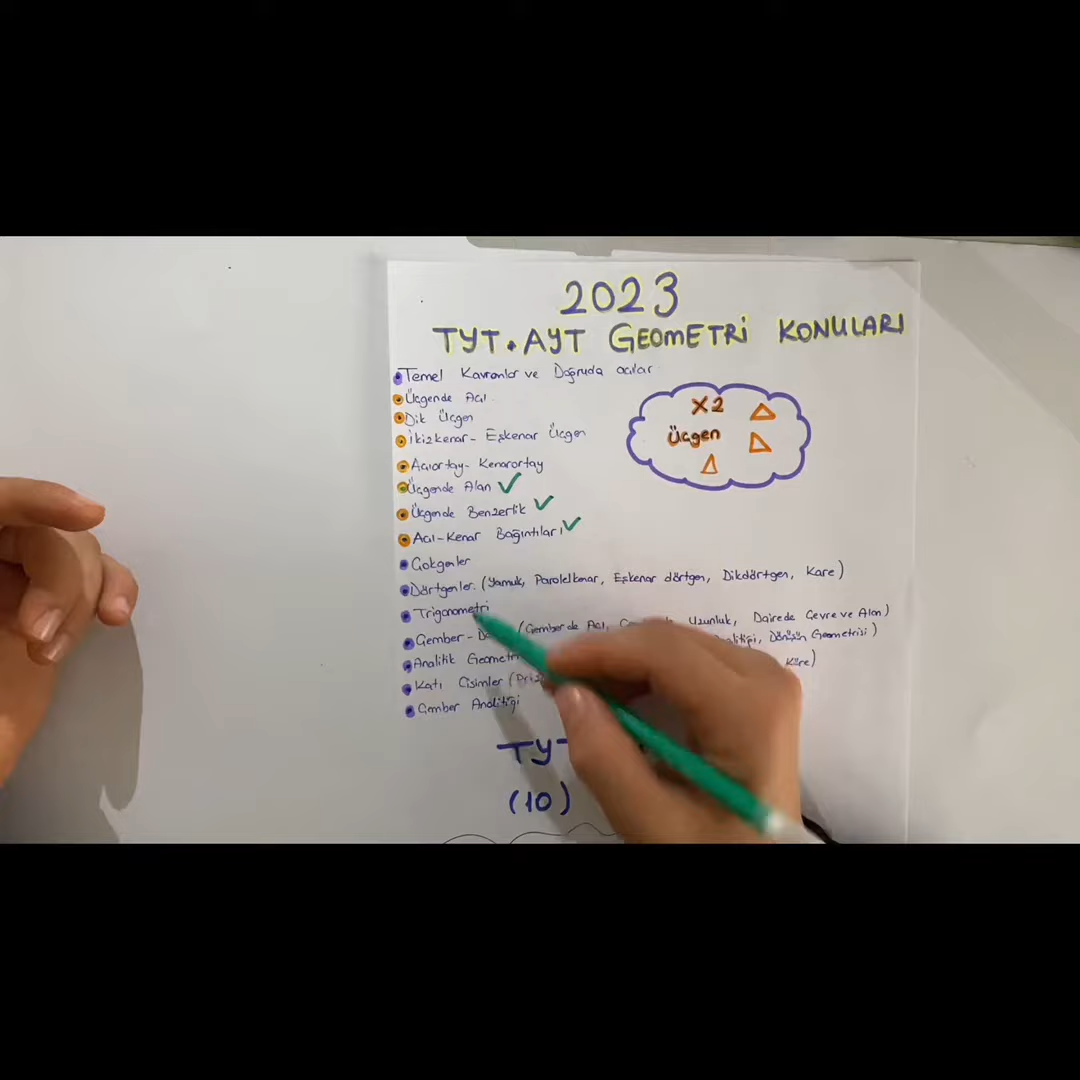 2023
TYT. AYT GEOMETRİ KONULARI
Temel Kavramlar ve Doğruda açılar
Üçgende Açı
Dik Üçgen
İkizkenar - Eşkenar Üçgen
Açıortay - Kenarortay
Üçgende Alan ✓
Üçgende Benzerlik ✓
Açı - Kenar Bağıntıları ✓
X2
Üçgen
Çokgenler
Dörtgenler. (Yamuk, Paralelkenar, Eşkenar dörtgen, Dikdörtgen, Kare)
Trigonometri
Çember - (Çemberde Açı, Uzunluk, Dairede Çevre ve Alan)
Analitik Geometri Dönüşüm Geometrisi)
Katı Cisimler ( Küre)
Çmber Analitiği
TYT
(10)